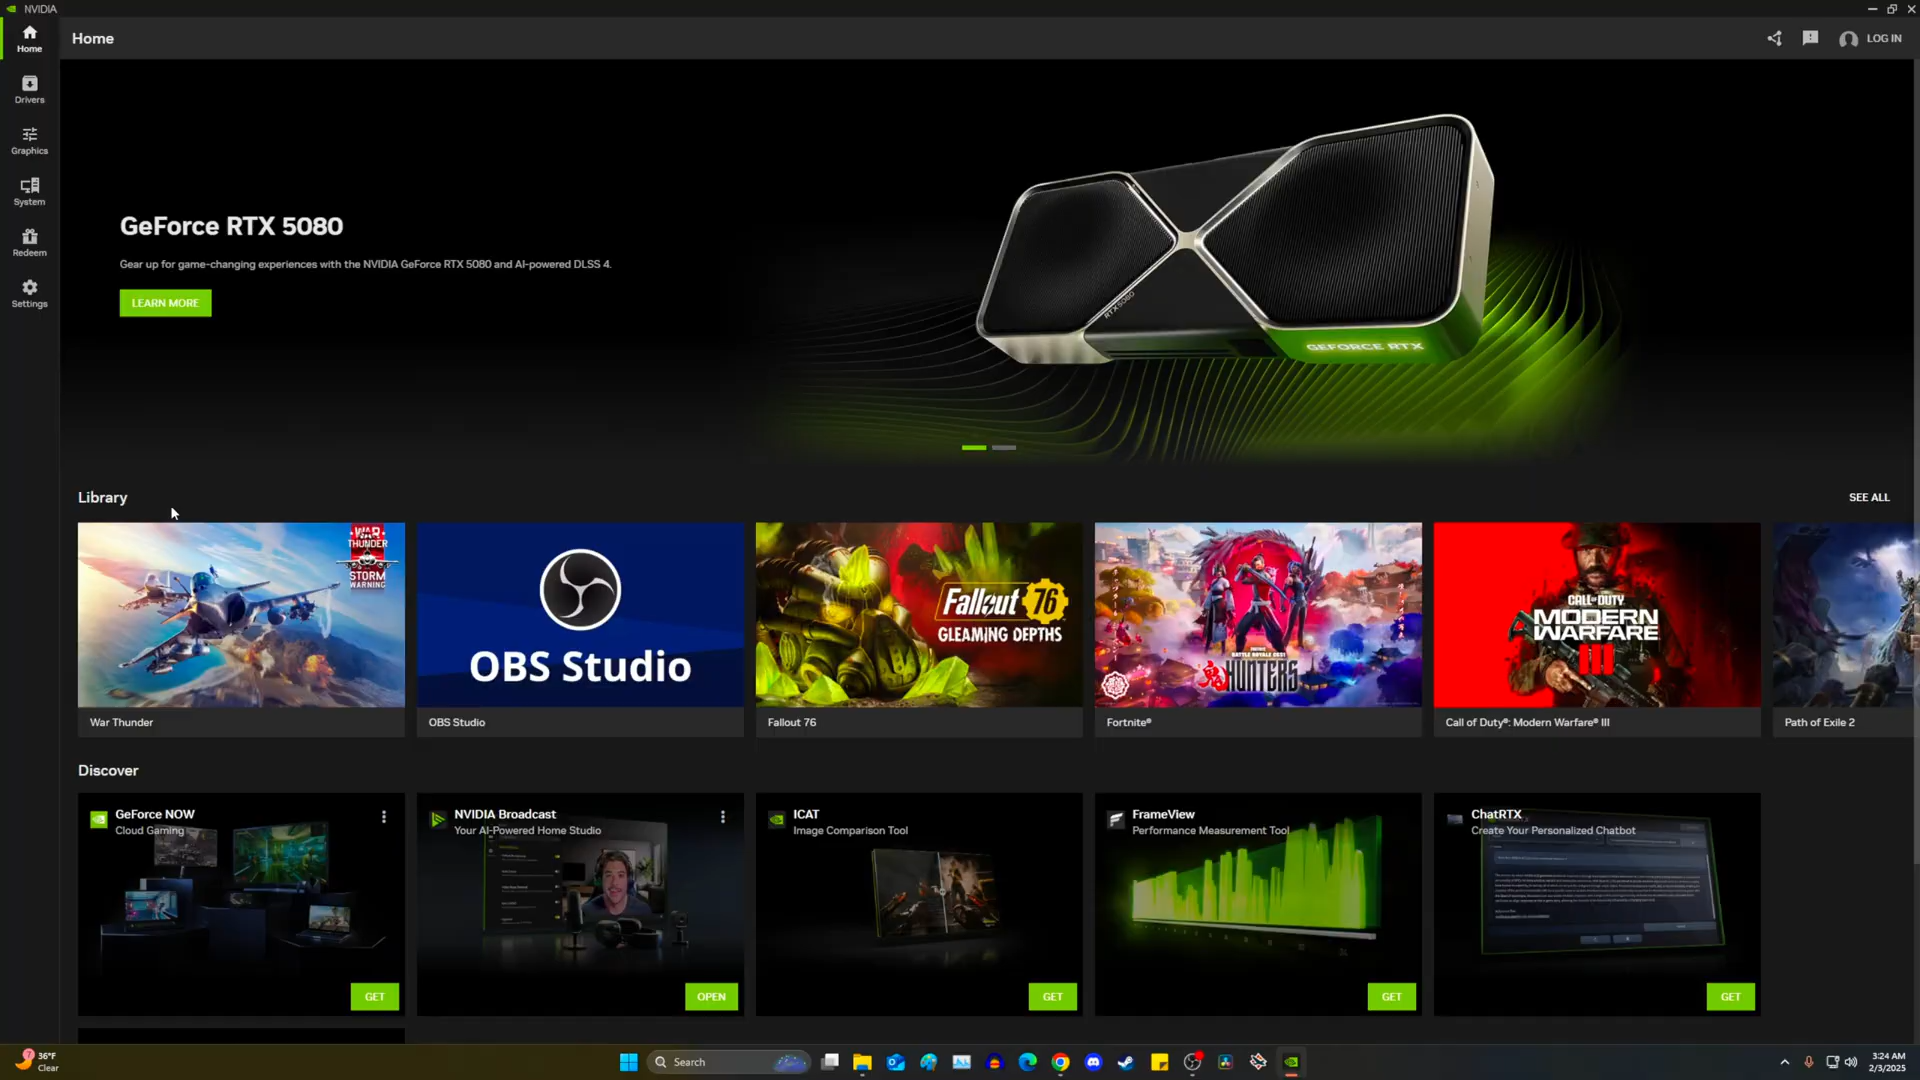 NVIDIA
Home
Home
LOG IN
Drivers
Graphics
System
Redeem
Settings
GeForce RTX 5080
Gear up for game-changing experiences with the NVIDIA GeForce RTX 5080 and AI-powered DLSS 4.
LEARN MORE
RTX 5080
GEFORCE RTX
Library
SEE ALL
WAR THUNDER
STORM WARNING
OBS Studio
Fallout 76
GLEAMING DEPTHS
FORTNITE
HUNTERS
CALL OF DUTY
MODERN WARFARE
III
War Thunder
OBS Studio
Fallout 76
Fortnite®
Call of Duty®: Modern Warfare® III
Path of Exile 2
Discover
GeForce NOW
Cloud Gaming
GET
NVIDIA Broadcast
Your AI-Powered Home Studio
OPEN
ICAT
Image Comparison Tool
GET
FrameView
Performance Measurement Tool
GET
ChatRTX
Create Your Personalized Chatbot
GET
36°F
Clear
Search
3:24 AM
2/3/2025